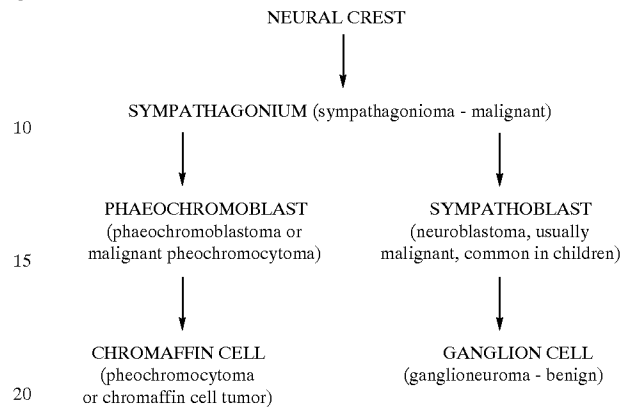 NEURAL CREST
10
SYMPATHAGONIUM (sympathagonioma - malignant)
PHAEOCHROMOBLAST
(phaeochromoblastoma or
malignant pheochromocytoma)
SYMPATHOBLAST
(neuroblastoma, usually
malignant, common in children)
15
CHROMAFFIN CELL
(pheochromocytoma
or chromaffin cell tumor)
GANGLION CELL
(ganglioneuroma - benign)
20